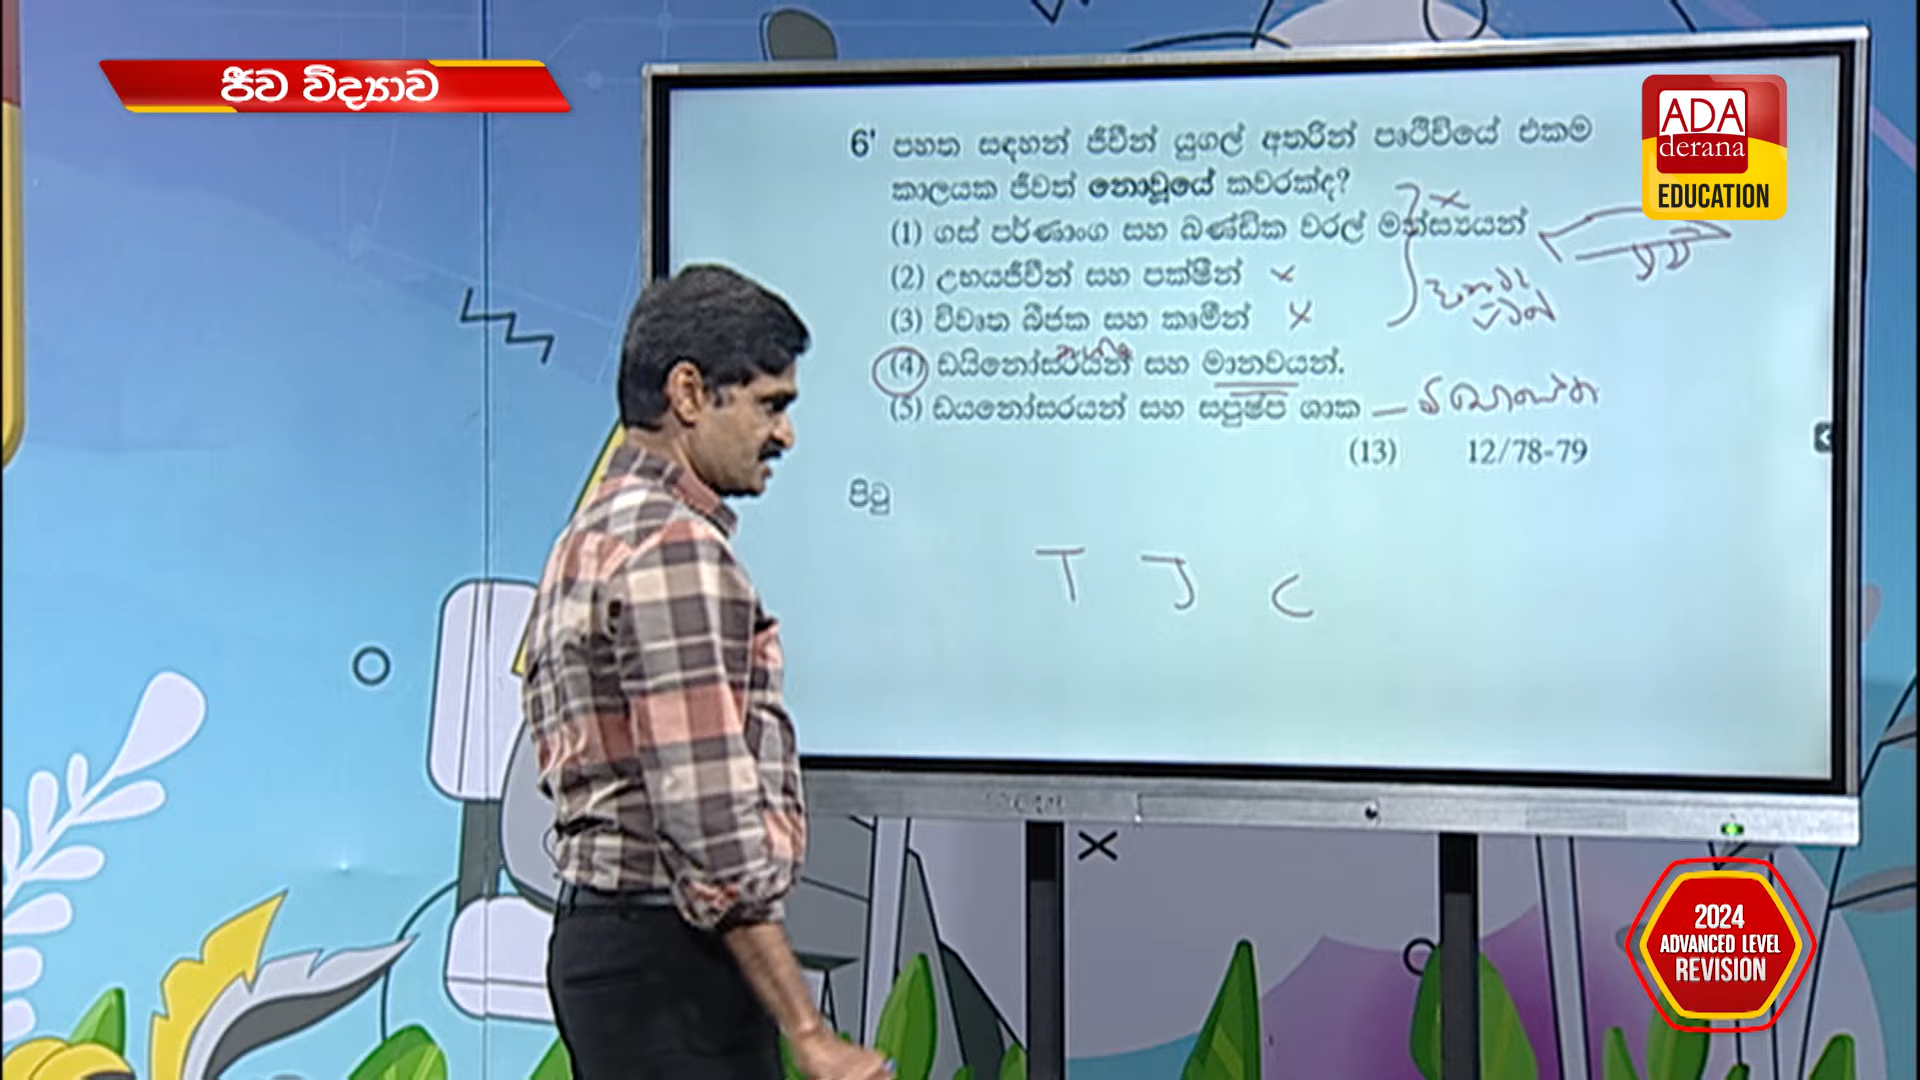 ජීව විද්‍යාව
ADA
derana
EDUCATION
6' පහත සඳහන් ජීවීන් යුගල් අතරින් පෘථිවියේ එකම
කාලයක ජීවත් නොවූයේ කවරක්ද?
(1) ගස් පර්ණාංග සහ ඛණ්ඩික වරල් මත්ස්‍යයන්
(2) උභයජීවීන් සහ පක්ෂීන්
(3) විවෘත බීජක සහ කෘමීන්
(4) ඩයිනෝසරයින් සහ මානවයන්.
(5) ඩයනෝසරයන් සහ සපුෂ්ප ශාක
(13) 12/78-79
පිටු
T J C
2024
ADVANCED LEVEL
REVISION